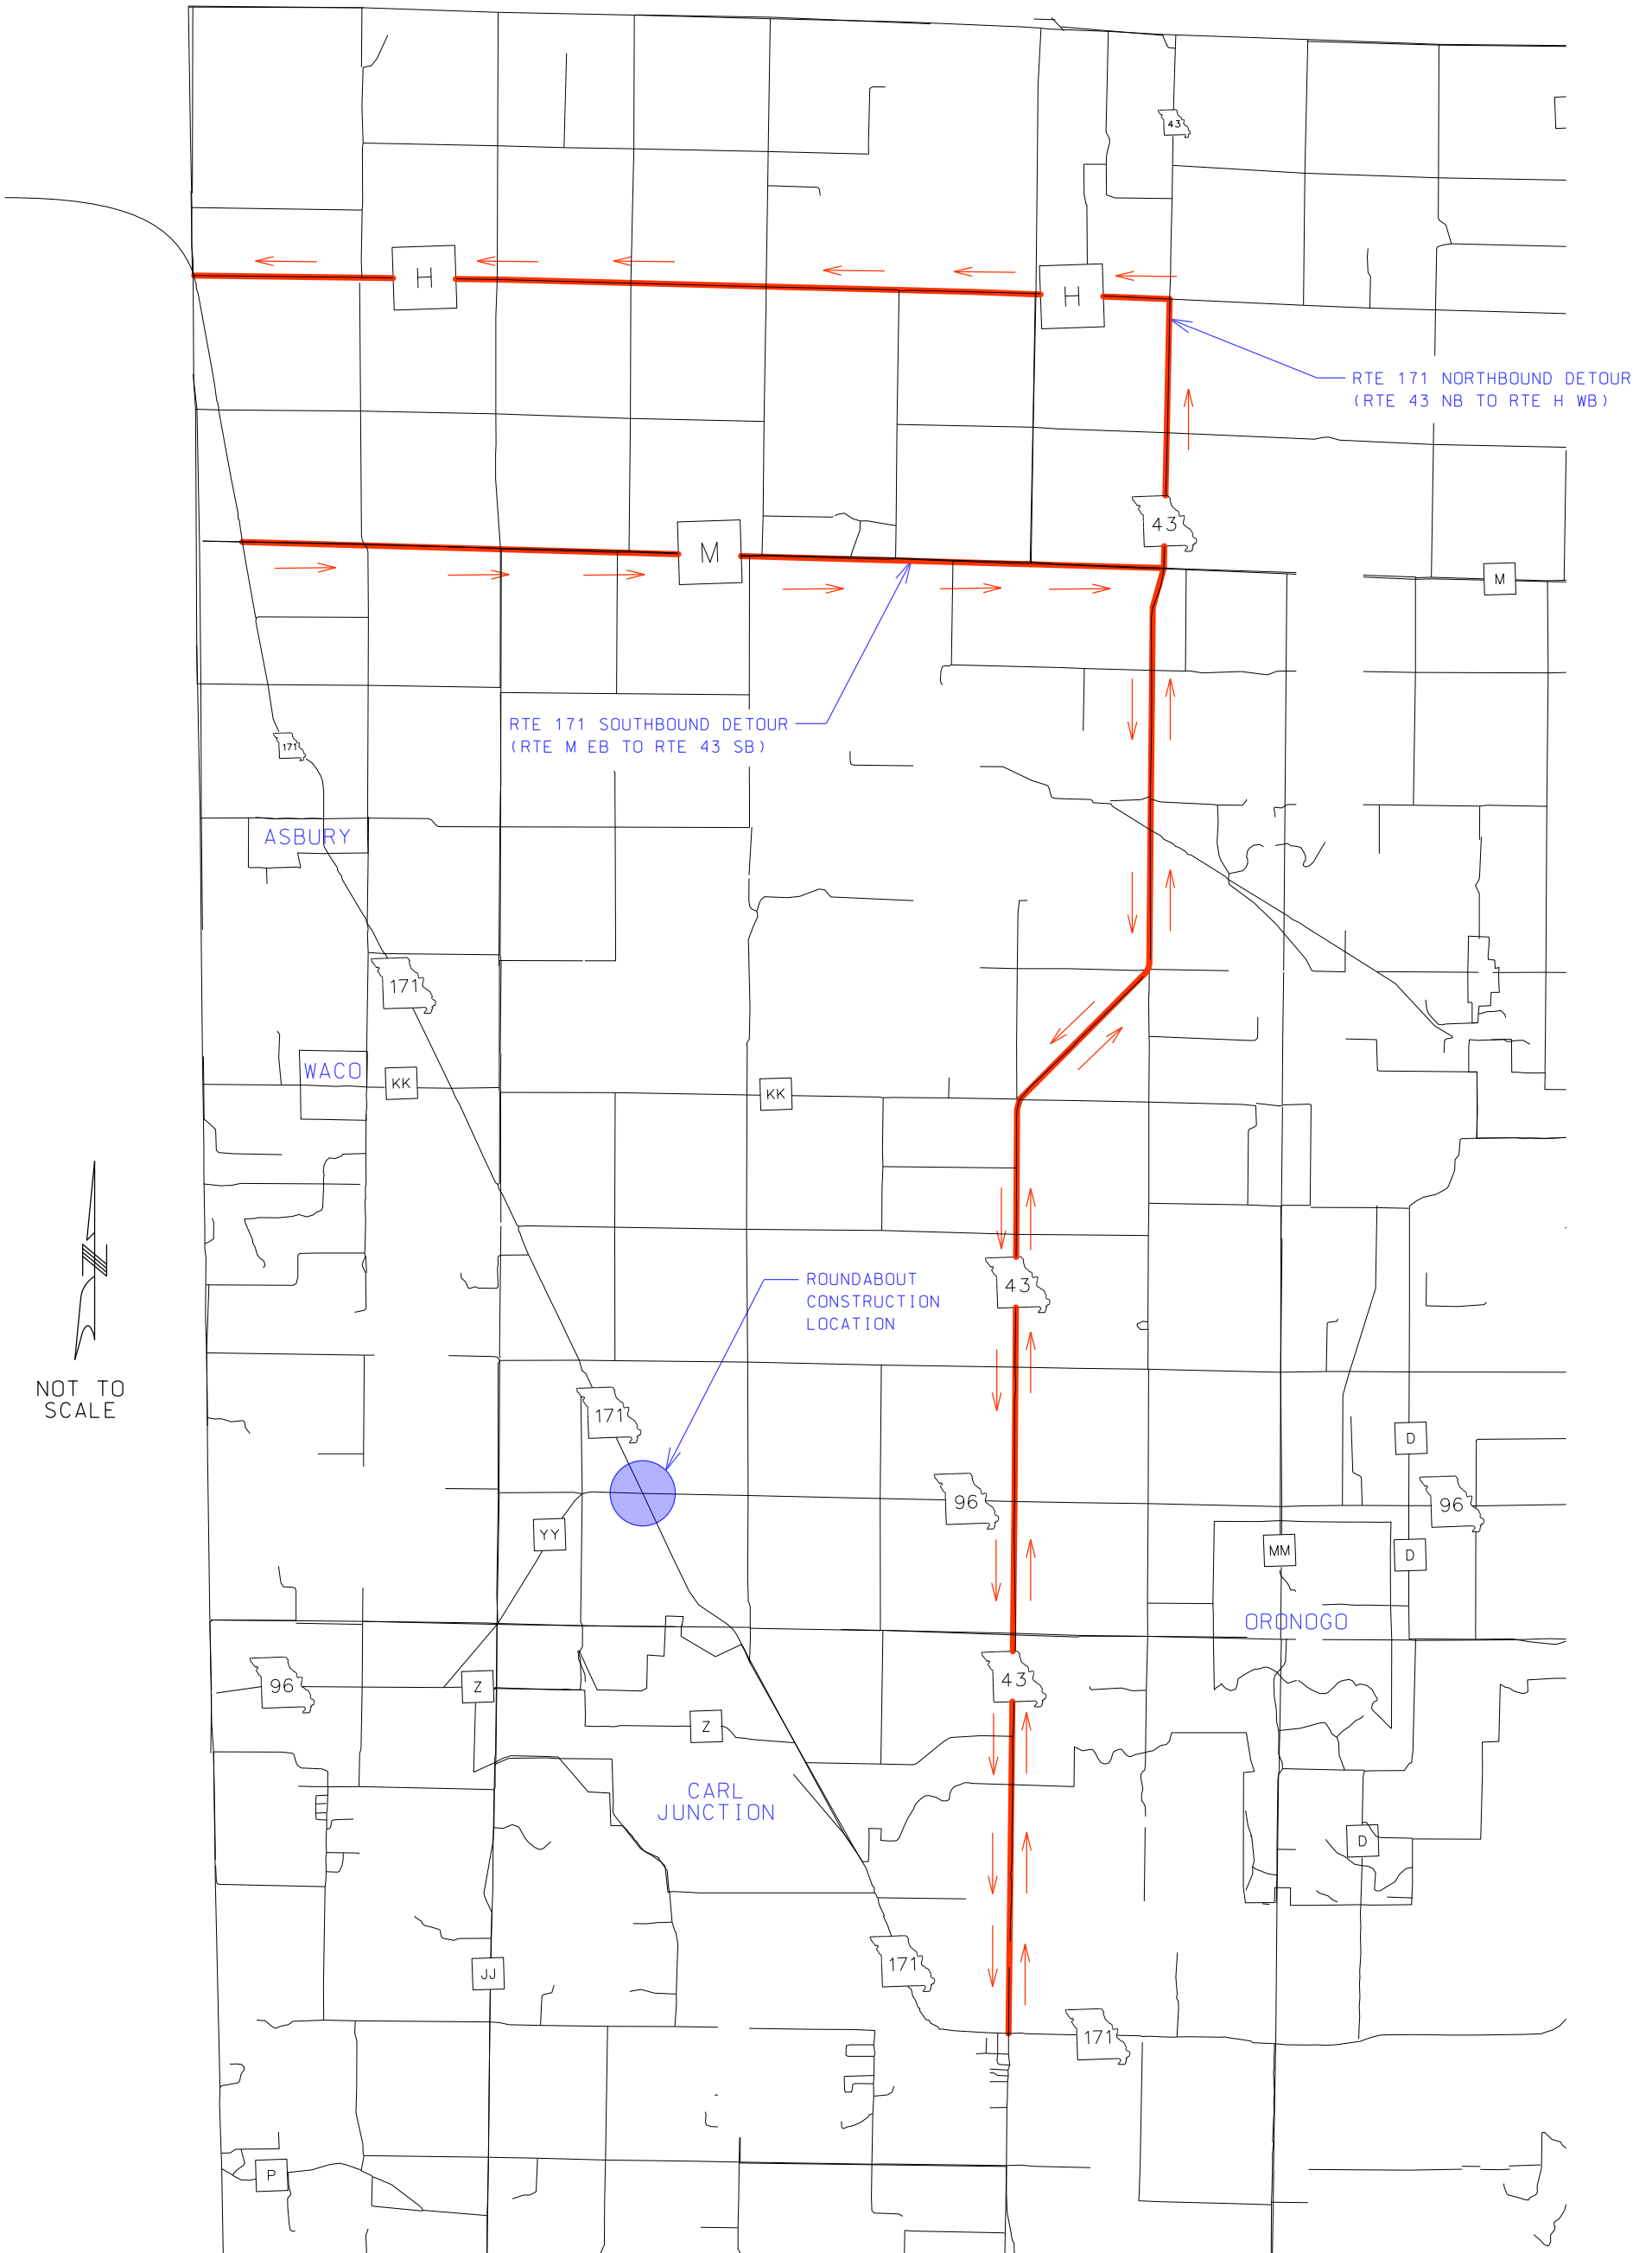 43
H
H
RTE 171 NORTHBOUND DETOUR
(RTE 43 NB TO RTE H WB)
43
M
M
RTE 171 SOUTHBOUND DETOUR
(RTE M EB TO RTE 43 SB)
171
ASBURY
171
WACO
KK
KK
N
43
ROUNDABOUT
CONSTRUCTION
LOCATION
NOT TO
SCALE
171
D
96
96
YY
MM
D
ORONOGO
43
96
Z
Z
CARL
JUNCTION
D
171
JJ
171
P